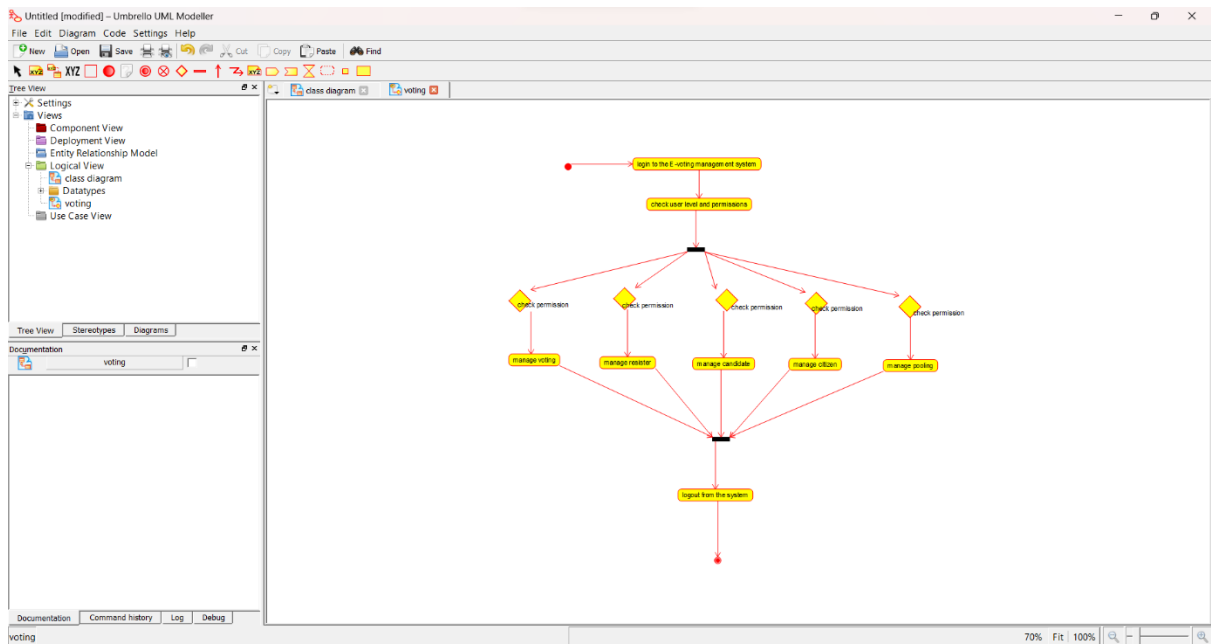 Untitled [modified] – Umbrello UML Modeller
File Edit Diagram Code Settings Help
New Open Save Cut Copy Paste Find
XYZ XYZ XYZ
Tree View
class diagram voting
Settings
Views
Component View
Deployment View
Entity Relationship Model
Logical View
class diagram
Datatypes
voting
Use Case View
Tree View Stereotypes Diagrams
Documentation
voting
login to the E-voting management system
check user level and permissions
check permission check permission check permission check permission check permission
manage voting manage resister manage candidate manage citizen manage pooling
logout from the system
Documentation Command history Log Debug
voting 70% Fit 100%